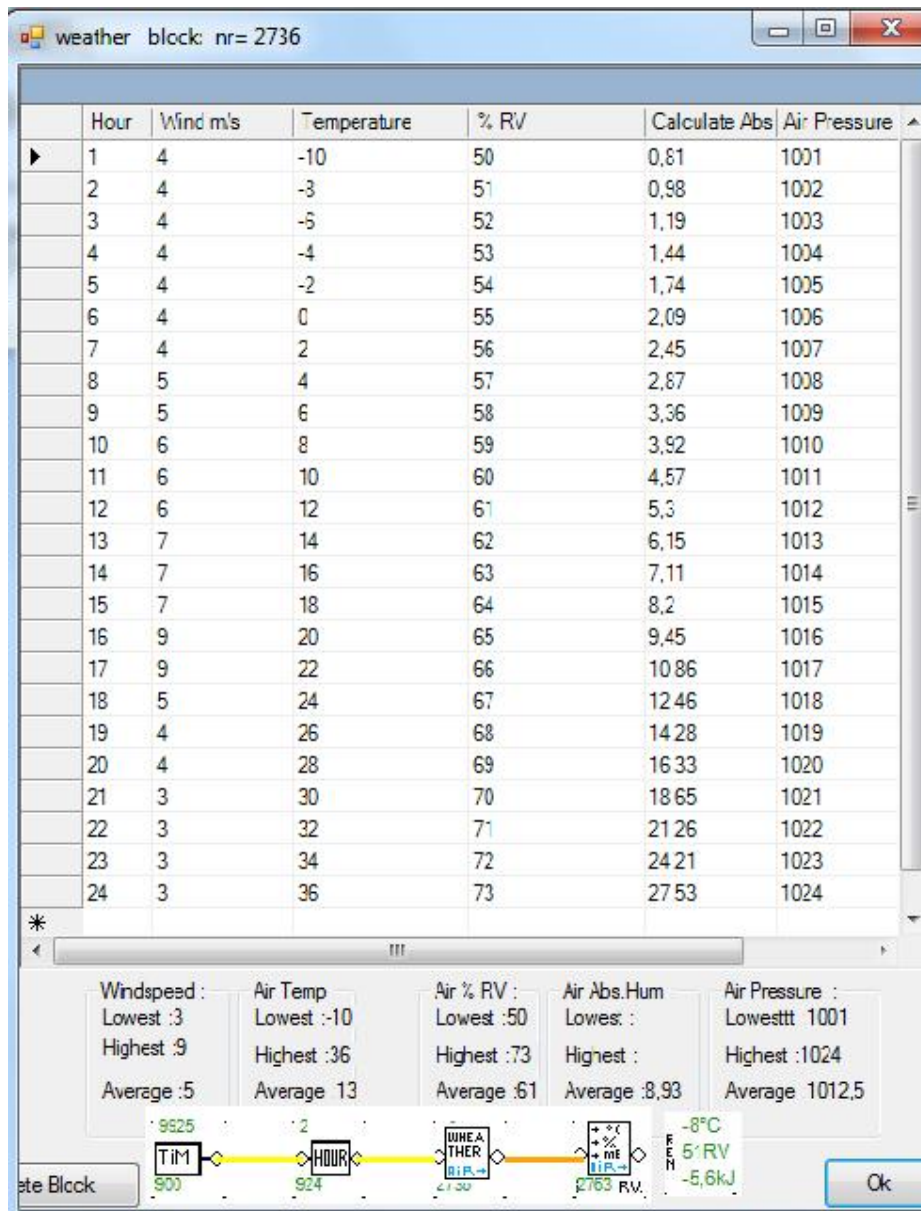 weather block: nr= 2736
Hour Wind m/s Temperature % RV Calculate Abs Air Pressure
1 4 -10 50 0,81 1001
2 4 -8 51 0,98 1002
3 4 -6 52 1,19 1003
4 4 -4 53 1,44 1004
5 4 -2 54 1,74 1005
6 4 0 55 2,09 1006
7 4 2 56 2,45 1007
8 5 4 57 2,87 1008
9 5 6 58 3,36 1009
10 6 8 59 3,92 1010
11 6 10 60 4,57 1011
12 6 12 61 5,3 1012
13 7 14 62 6,15 1013
14 7 16 63 7,11 1014
15 7 18 64 8,2 1015
16 9 20 65 9,45 1016
17 9 22 66 10,86 1017
18 5 24 67 12,46 1018
19 4 26 68 14,28 1019
20 4 28 69 16,33 1020
21 3 30 70 18,65 1021
22 3 32 71 21,26 1022
23 3 34 72 24,21 1023
24 3 36 73 27,53 1024
Windspeed : Air Temp Air % RV : Air Abs.Hum Air Pressure :
Lowest :3 Lowest :-10 Lowest :50 Lowest : Lowesttt 1001
Highest :9 Highest :36 Highest :73 Highest : Highest :1024
Average :5 Average 13 Average :61 Average :8,93 Average 1012,5
9925 2 -8°C
TiM HOUR WHEA THER AiR→ →°C →% → mE AiR→ REN 51RV
900 924 2736 2763 RV. -5,6kJ
ete Block Ok